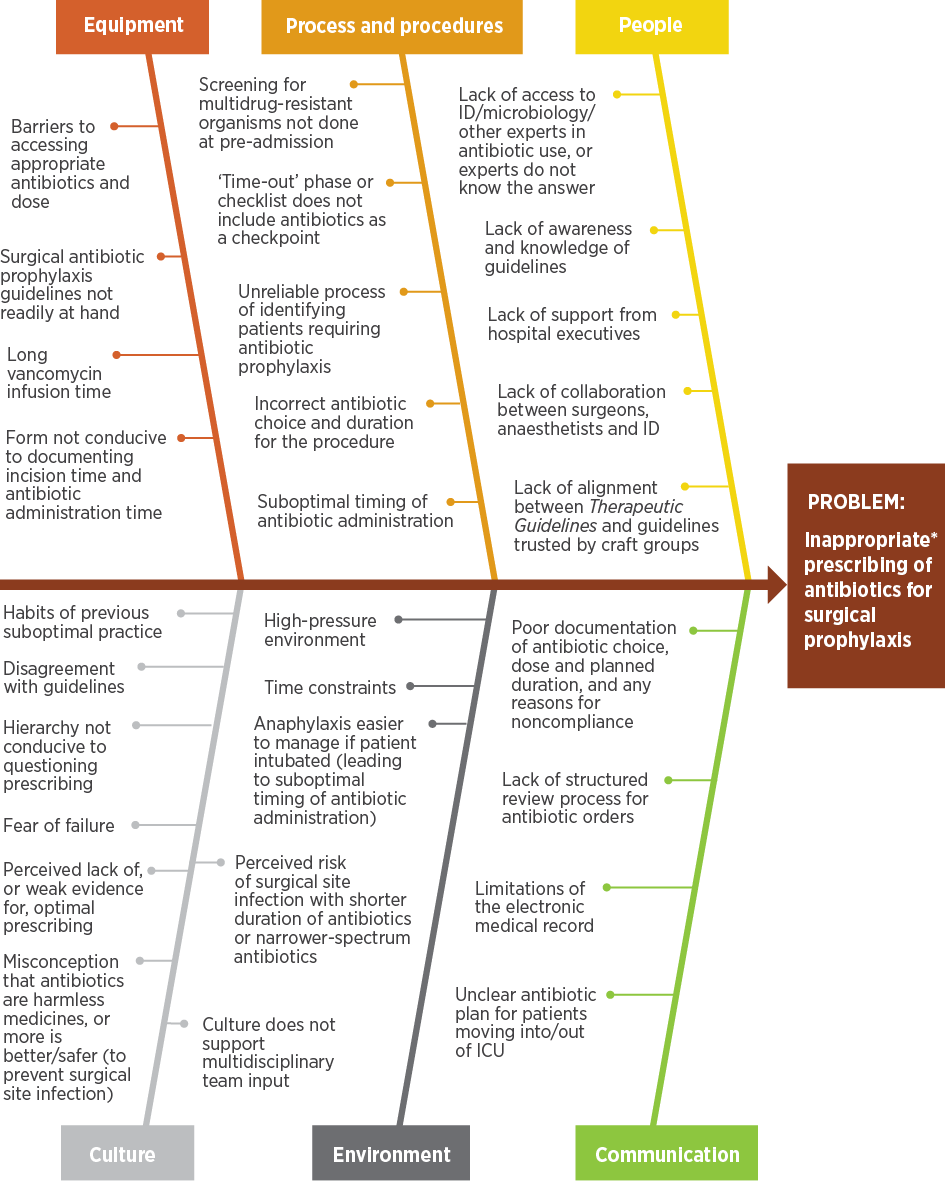 Equipment
Process and procedures
People
Barriers to
accessing
appropriate
antibiotics and
dose
Surgical antibiotic
prophylaxis
guidelines not
readily at hand
Long
vancomycin
infusion time
Form not conducive
to documenting
incision time and
antibiotic
administration time
Screening for
multidrug-resistant
organisms not done
at pre-admission
‘Time-out’ phase or
checklist does not
include antibiotics as
a checkpoint
Unreliable process
of identifying
patients requiring
antibiotic
prophylaxis
Incorrect antibiotic
choice and duration
for the procedure
Suboptimal timing of
antibiotic administration
Lack of access to
ID/microbiology/
other experts in
antibiotic use, or
experts do not
know the answer
Lack of awareness
and knowledge of
guidelines
Lack of support from
hospital executives
Lack of collaboration
between surgeons,
anaesthetists and ID
Lack of alignment
between Therapeutic
Guidelines and guidelines
trusted by craft groups
PROBLEM:
Inappropriate*
prescribing of
antibiotics for
surgical
prophylaxis
Habits of previous
suboptimal practice
Disagreement
with guidelines
Hierarchy not
conducive to
questioning
prescribing
Fear of failure
Perceived lack of,
or weak evidence
for, optimal
prescribing
Misconception
that antibiotics
are harmless
medicines, or
more is
better/safer (to
prevent surgical
site infection)
Perceived risk
of surgical site
infection with shorter
duration of antibiotics
or narrower-spectrum
antibiotics
Culture does not
support
multidisciplinary
team input
High-pressure
environment
Time constraints
Anaphylaxis easier
to manage if patient
intubated (leading
to suboptimal
timing of antibiotic
administration)
Poor documentation
of antibiotic choice,
dose and planned
duration, and any
reasons for
noncompliance
Lack of structured
review process for
antibiotic orders
Limitations of
the electronic
medical record
Unclear antibiotic
plan for patients
moving into/out
of ICU
Culture
Environment
Communication